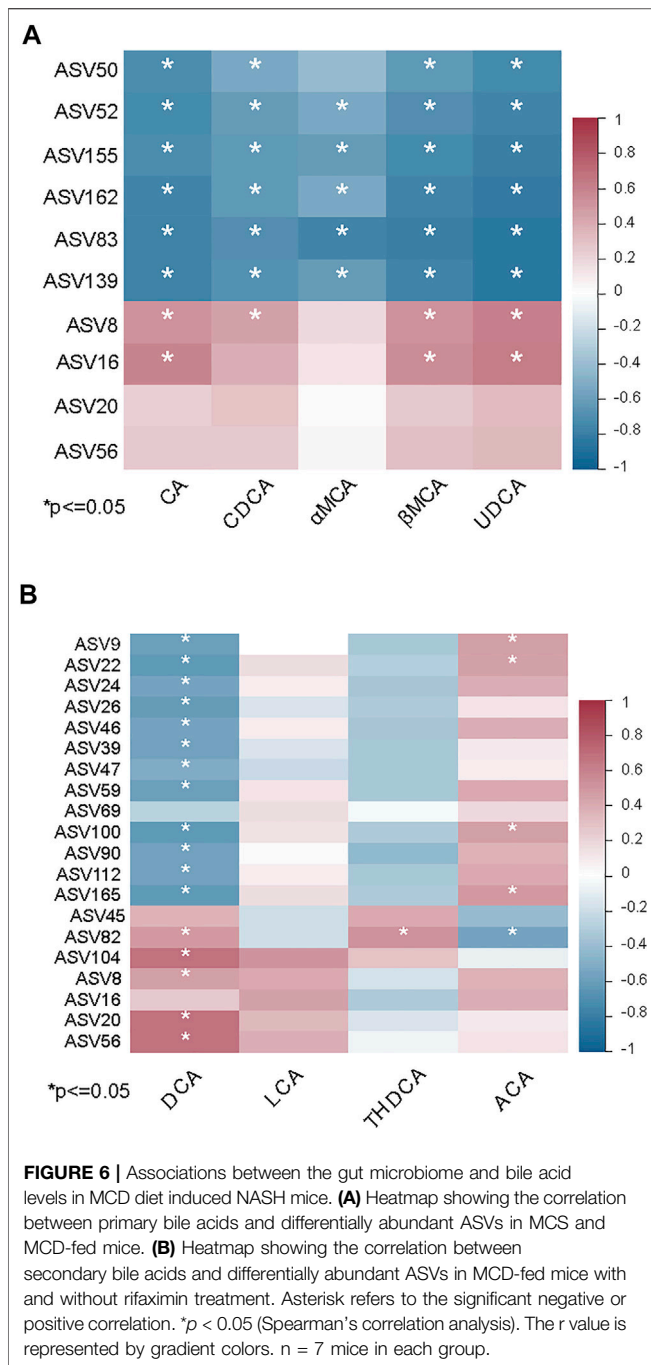 A
ASV50 * * * *
ASV52 * * * * *
ASV155 * * * * *
ASV162 * * * * *
ASV83 * * * * *
ASV139 * * * * *
ASV8 * * * *
ASV16 * * *
ASV20
ASV56
1
0.8
0.6
0.4
0.2
0
-0.2
-0.4
-0.6
-0.8
-1
*p<=0.05
CA CDCA αMCA βMCA UDCA
B
ASV9 * *
ASV22 * *
ASV24 *
ASV26 *
ASV46 *
ASV39 *
ASV47 *
ASV59 *
ASV69
ASV100 * *
ASV90 *
ASV112 *
ASV165 * *
ASV45
ASV82 * * *
ASV104 *
ASV8 *
ASV16
ASV20 *
ASV56 *
1
0.8
0.6
0.4
0.2
0
-0.2
-0.4
-0.6
-0.8
-1
*p<=0.05
DCA LCA THDCA ACA
FIGURE 6 | Associations between the gut microbiome and bile acid
levels in MCD diet induced NASH mice. (A) Heatmap showing the correlation
between primary bile acids and differentially abundant ASVs in MCS and
MCD-fed mice. (B) Heatmap showing the correlation between
secondary bile acids and differentially abundant ASVs in MCD-fed mice with
and without rifaximin treatment. Asterisk refers to the significant negative or
positive correlation. *p < 0.05 (Spearman's correlation analysis). The r value is
represented by gradient colors. n = 7 mice in each group.